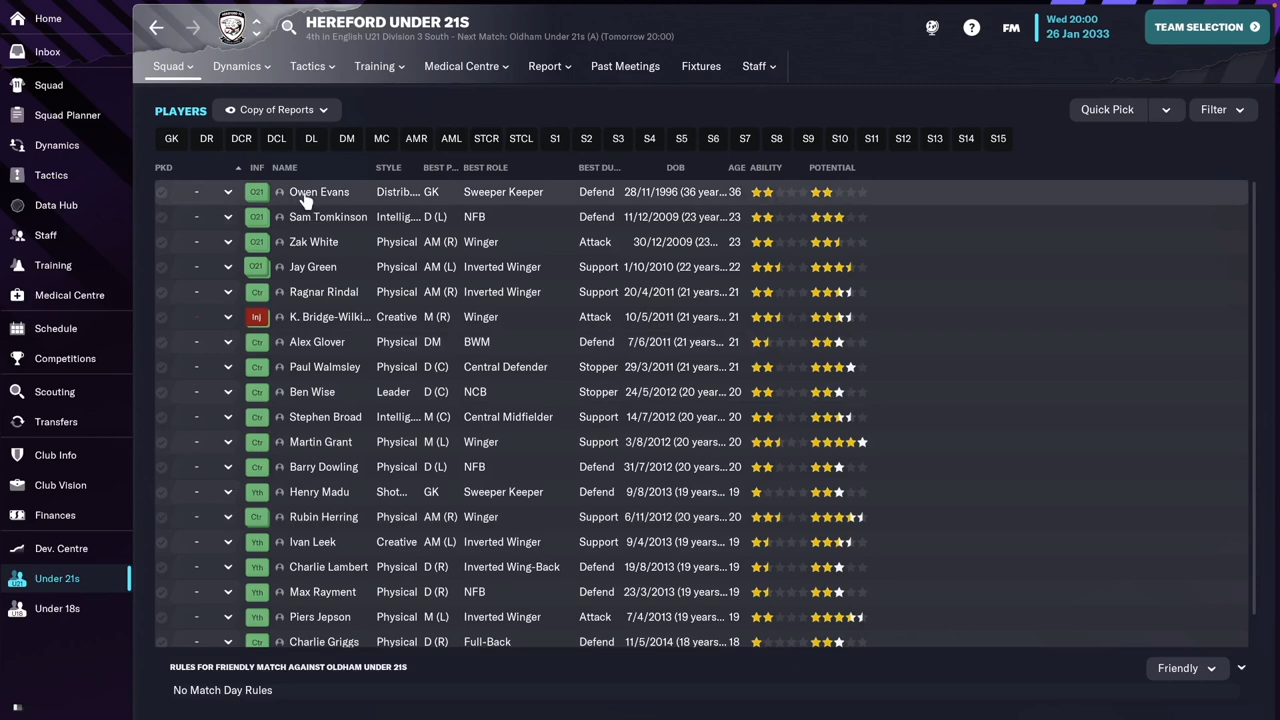 Home
Inbox
Squad
Squad Planner
Dynamics
Tactics
Data Hub
Staff
Training
Medical Centre
Schedule
Competitions
Scouting
Transfers
Club Info
Club Vision
Finances
Dev. Centre
Under 21s
Under 18s
HEREFORD UNDER 21S
4th in English U21 Division 3 South - Next Match: Oldham Under 21s (A) (Tomorrow 20:00)
FM
Wed 20:00
26 Jan 2033
TEAM SELECTION
Squad Dynamics Tactics Training Medical Centre Report Past Meetings Fixtures Staff
PLAYERS Copy of Reports Quick Pick Filter
GK DR DCR DCL DL DM MC AMR AML STCR STCL S1 S2 S3 S4 S5 S6 S7 S8 S9 S10 S11 S12 S13 S14 S15
PKD INF NAME STYLE BEST P... BEST ROLE BEST DU... DOB AGE ABILITY POTENTIAL
- O21 Owen Evans Distrib.... GK Sweeper Keeper Defend 28/11/1996 (36 year... 36
- O21 Sam Tomkinson Intellig.... D (L) NFB Defend 11/12/2009 (23 year... 23
- O21 Zak White Physical AM (R) Winger Attack 30/12/2009 (23... 23
- O21 Jay Green Physical AM (L) Inverted Winger Support 1/10/2010 (22 years... 22
- Ctr Ragnar Rindal Physical AM (R) Inverted Winger Support 20/4/2011 (21 years... 21
- Inj K. Bridge-Wilki... Creative M (R) Winger Attack 10/5/2011 (21 years... 21
- Ctr Alex Glover Physical DM BWM Defend 7/6/2011 (21 years... 21
- Ctr Paul Walmsley Physical D (C) Central Defender Stopper 29/3/2011 (21 years... 21
- Ctr Ben Wise Leader D (C) NCB Stopper 24/5/2012 (20 years... 20
- Ctr Stephen Broad Intellig.... M (C) Central Midfielder Support 14/7/2012 (20 years... 20
- Ctr Martin Grant Physical M (L) Winger Support 3/8/2012 (20 years... 20
- Ctr Barry Dowling Physical D (L) NFB Defend 31/7/2012 (20 years... 20
- Yth Henry Madu Shot... GK Sweeper Keeper Defend 9/8/2013 (19 years... 19
- Ctr Rubin Herring Physical AM (R) Winger Support 6/11/2012 (20 years... 20
- Yth Ivan Leek Creative AM (L) Inverted Winger Support 9/4/2013 (19 years... 19
- Yth Charlie Lambert Physical D (R) Inverted Wing-Back Defend 19/8/2013 (19 years... 19
- Yth Max Rayment Physical D (R) NFB Defend 23/3/2013 (19 years... 19
- Yth Piers Jepson Physical M (L) Inverted Winger Attack 7/4/2013 (19 years... 19
- Ctr Charlie Griggs Physical D (R) Full-Back Defend 11/5/2014 (18 years... 18
RULES FOR FRIENDLY MATCH AGAINST OLDHAM UNDER 21S
Friendly
No Match Day Rules